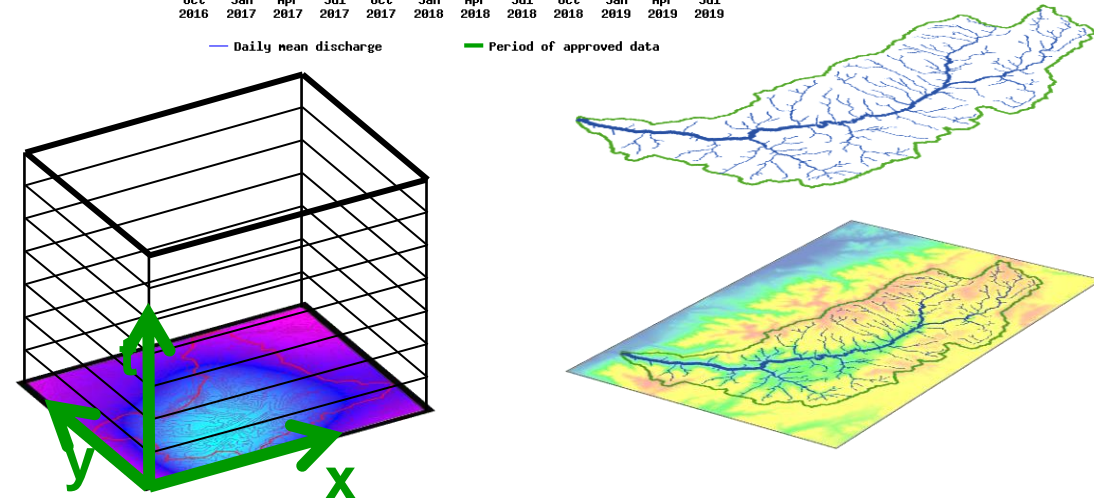 Oct Jan Apr Jul Oct Jan Apr Jul Oct Jan Apr Jul
2016 2017 2017 2017 2017 2018 2018 2018 2018 2019 2019 2019
Daily mean discharge Period of approved data
t
y
x